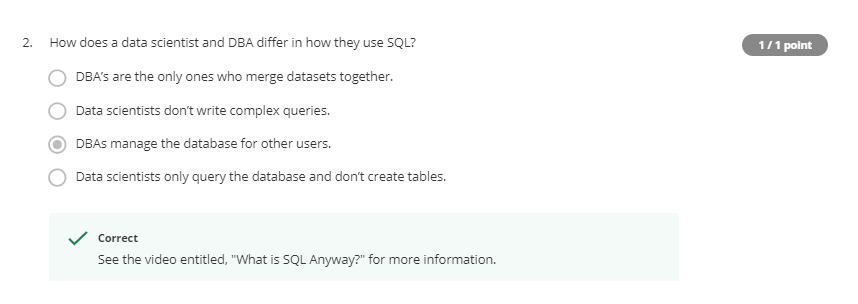 2. How does a data scientist and DBA differ in how they use SQL?
1 / 1 point
DBA's are the only ones who merge datasets together.
Data scientists don't write complex queries.
DBAs manage the database for other users.
Data scientists only query the database and don't create tables.
Correct
See the video entitled, "What is SQL Anyway?" for more information.